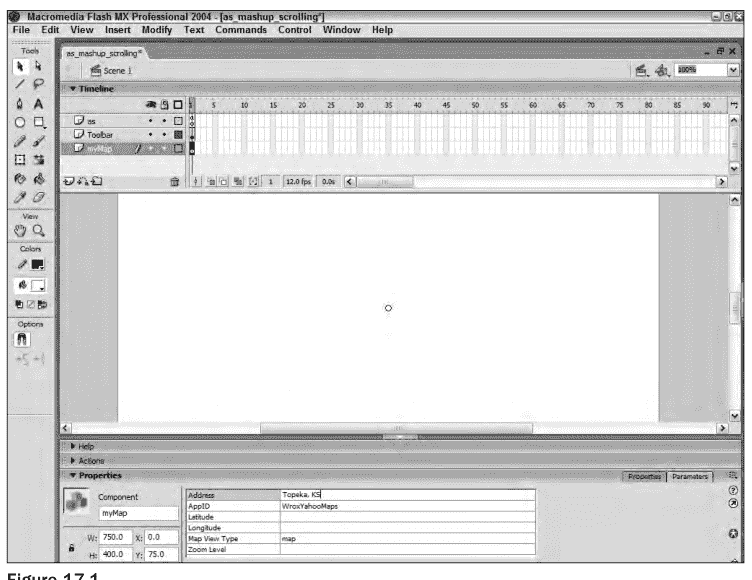 Macromedia Flash MX Professional 2004 - [as_mashup_scrolling*]
File Edit View Insert Modify Text Commands Control Window Help
Tools
as_mashup_scrolling*
Scene 1
100%
Timeline
1 5 10 15 20 25 30 35 40 45 50 55 60 65 70 75 80 85 90
as
Toolbar
myMap
1 12.0 fps 0.0s
View
Colors
Options
Help
Actions
Properties
Properties Parameters
Component
myMap
W: 750.0 X: 0.0
H: 400.0 Y: 75.0
Address Topeka, KS
AppID WroxYahooMaps
Latitude
Longitude
Map View Type map
Zoom Level
Figure 17-1